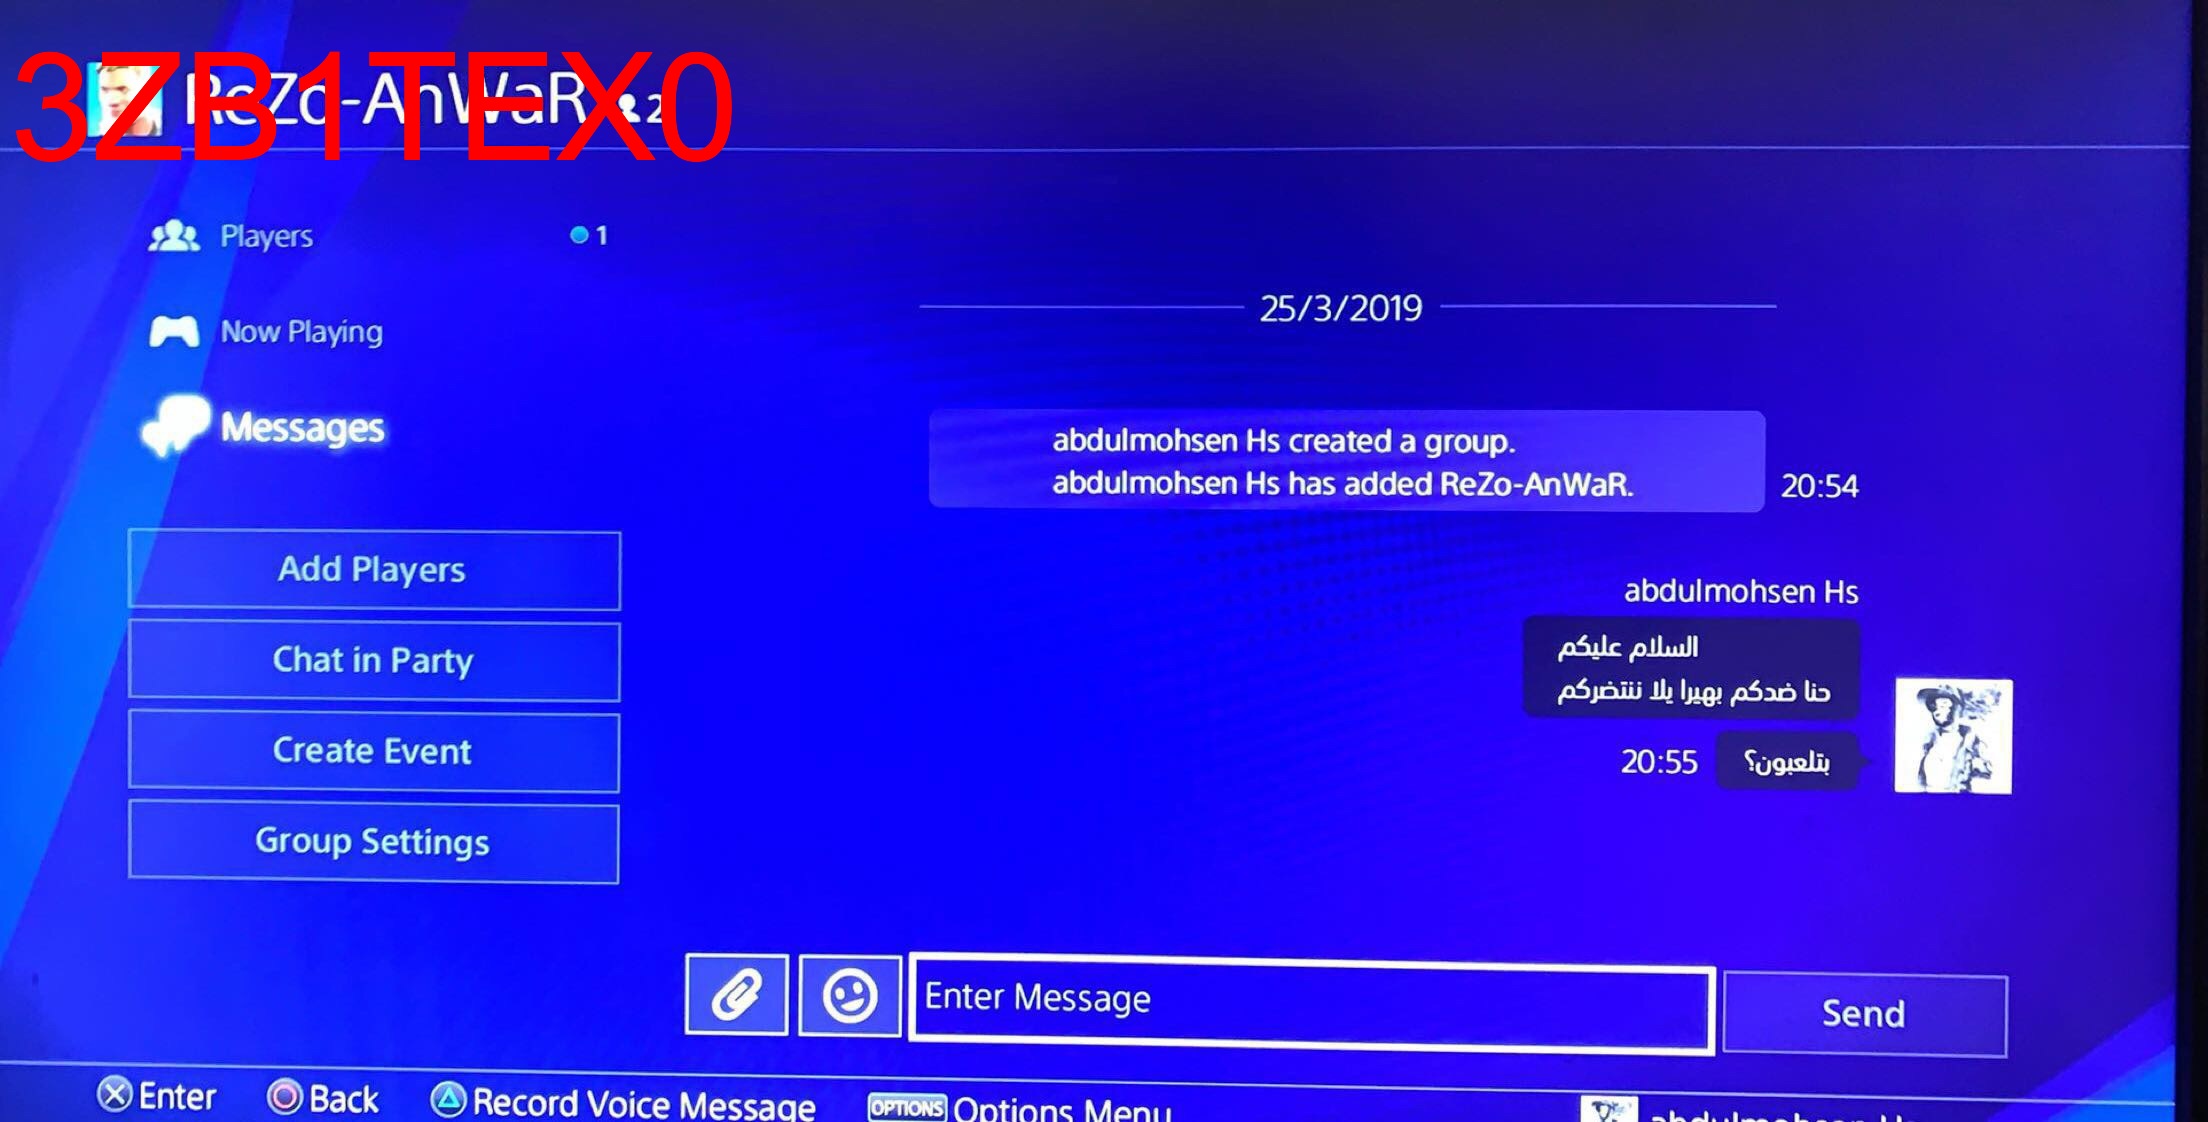 3ZB1TEX0
ReZo-AnWaR 2
Players 1
Now Playing
Messages
Add Players
Chat in Party
Create Event
Group Settings
25/3/2019
abdulmohsen Hs created a group.
abdulmohsen Hs has added ReZo-AnWaR.
20:54
abdulmohsen Hs
السلام عليكم
حنا ضدكم بهيرا يلا ننتضركم
بتلعبون؟
20:55
Enter Message
Send
Enter Back Record Voice Message OPTIONS Options Menu
abdulmohsen Hs